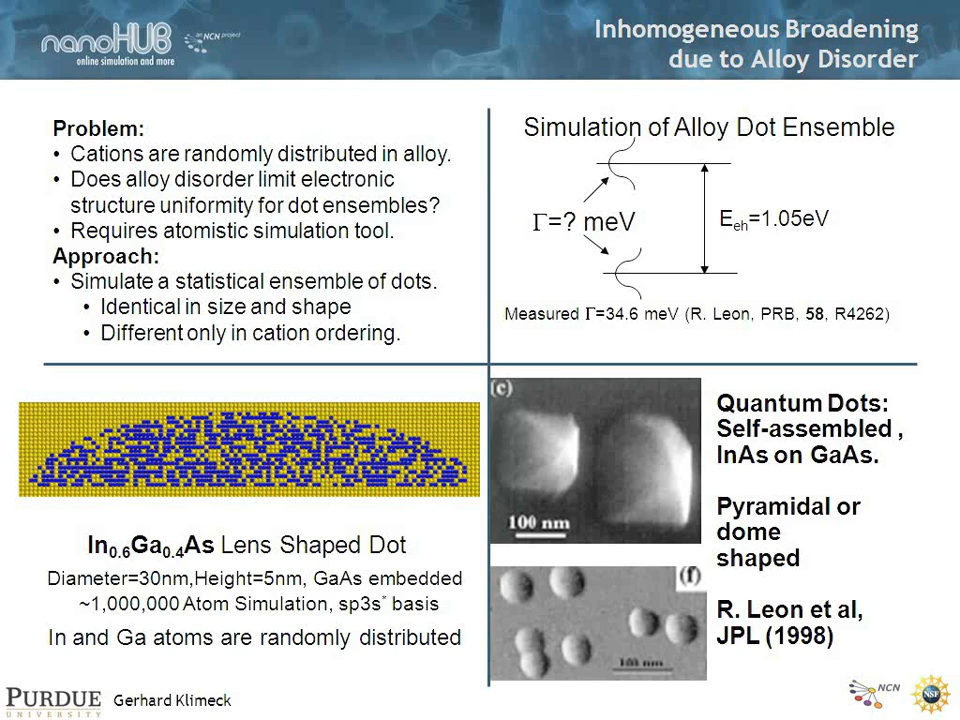 nanoHUB
an NCN project
online simulation and more
Inhomogeneous Broadening
due to Alloy Disorder
Problem:
• Cations are randomly distributed in alloy.
• Does alloy disorder limit electronic
structure uniformity for dot ensembles?
• Requires atomistic simulation tool.
Approach:
• Simulate a statistical ensemble of dots.
• Identical in size and shape
• Different only in cation ordering.
Simulation of Alloy Dot Ensemble
Γ=? meV
Eeh=1.05eV
Measured Γ=34.6 meV (R. Leon, PRB, 58, R4262)
In0.6Ga0.4As Lens Shaped Dot
Diameter=30nm,Height=5nm, GaAs embedded
~1,000,000 Atom Simulation, sp3s* basis
In and Ga atoms are randomly distributed
(c)
100 nm
(f)
100 nm
Quantum Dots:
Self-assembled ,
InAs on GaAs.
Pyramidal or
dome
shaped
R. Leon et al,
JPL (1998)
PURDUE
UNIVERSITY
Gerhard Klimeck
NCN
NSF